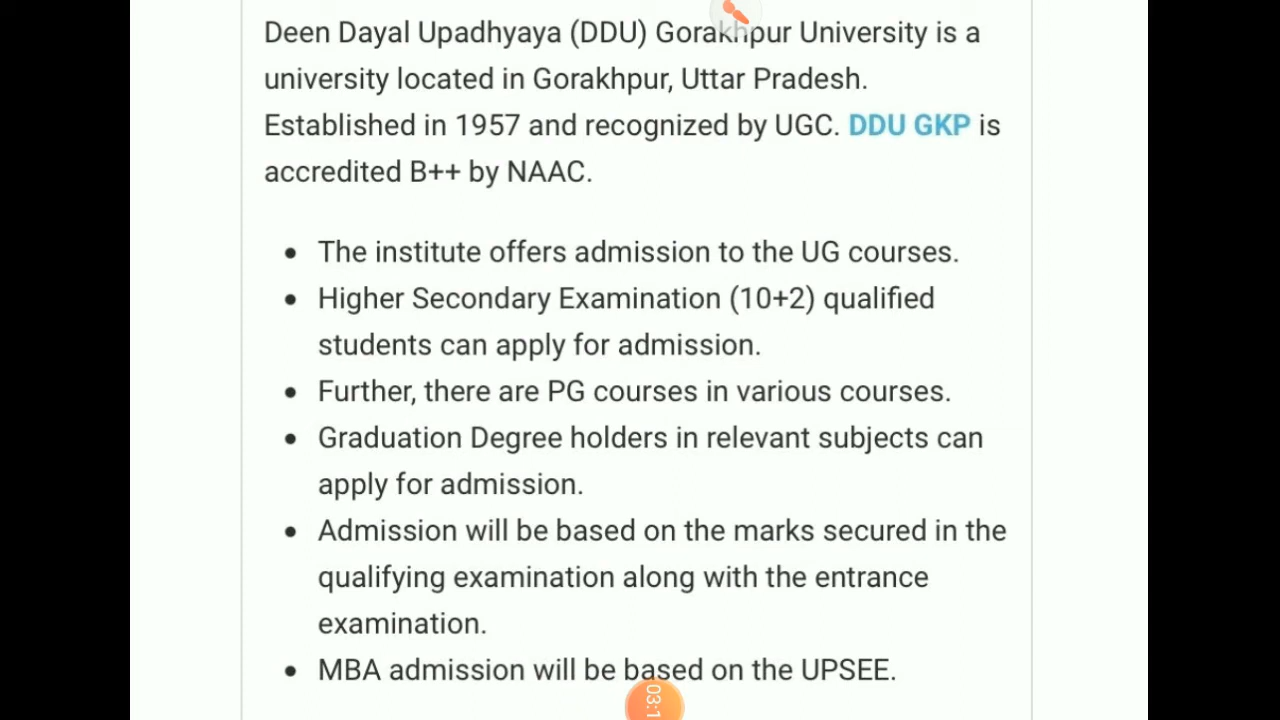 Deen Dayal Upadhyaya (DDU) Gorakhpur University is a
university located in Gorakhpur, Uttar Pradesh.
Established in 1957 and recognized by UGC. DDU GKP is
accredited B++ by NAAC.
• The institute offers admission to the UG courses.
• Higher Secondary Examination (10+2) qualified
students can apply for admission.
• Further, there are PG courses in various courses.
• Graduation Degree holders in relevant subjects can
apply for admission.
• Admission will be based on the marks secured in the
qualifying examination along with the entrance
examination.
• MBA admission will be based on the UPSEE.
03:1